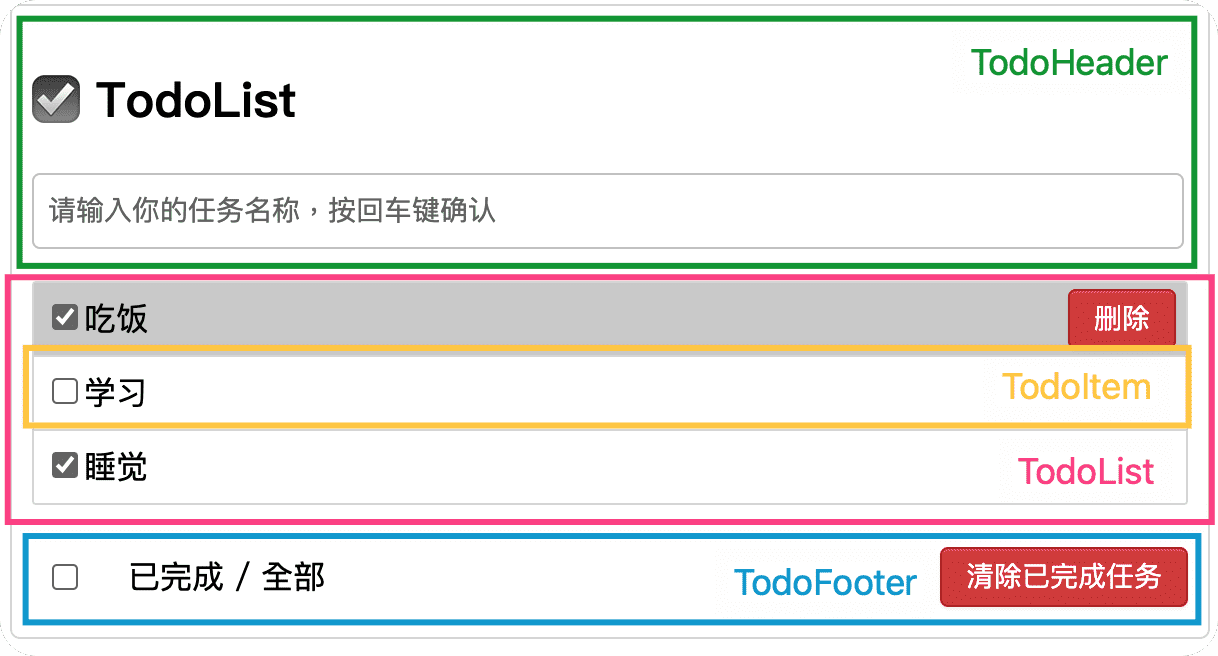 TodoHeader
TodoList
请输入你的任务名称，按回车键确认
吃饭 删除
学习 TodoItem
睡觉 TodoList
已完成 / 全部 TodoFooter 清除已完成任务